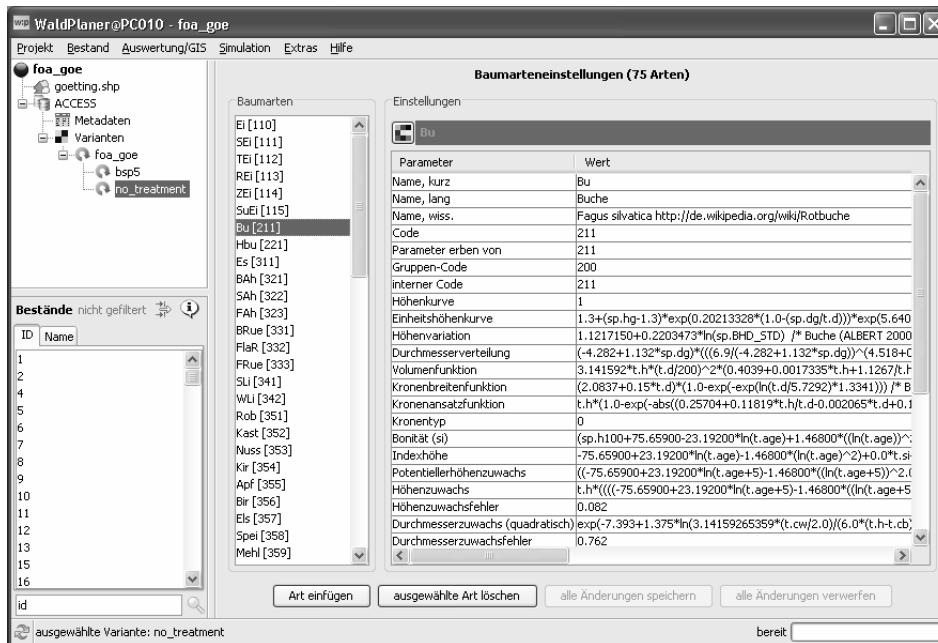 WaldPlaner@PC010 - foa_goe
Projekt Bestand Auswertung/GIS Simulation Extras Hilfe
foa_goe
goetting.shp
ACCESS
Metadaten
Varianten
foa_goe
bsp5
no_treatment
Bestände nicht gefiltert
ID Name
1
2
4
5
6
7
8
9
10
11
12
13
15
16
id
Baumarteneinstellungen (75 Arten)
Baumarten
Ei [110]
SEi [111]
TEi [112]
REi [113]
ZEi [114]
SuEi [115]
Bu [211]
Hbu [221]
Es [311]
BAh [321]
SAh [322]
FAh [323]
BRue [331]
FlaR [332]
FRue [333]
SLi [341]
WLi [342]
Rob [351]
Kast [352]
Nuss [353]
Kir [354]
Apf [355]
Bir [356]
Els [357]
Spei [358]
Mehl [359]
Einstellungen
Bu
Parameter Wert
Name, kurz Bu
Name, lang Buche
Name, wiss. Fagus silvatica http://de.wikipedia.org/wiki/Rotbuche
Code 211
Parameter erben von 211
Gruppen-Code 200
interner Code 211
Höhenkurve 1
Einheitshöhenkurve 1.3+(sp.hg-1.3)*exp(0.20213328*(1.0-(sp.dg/t.d)))*exp(5.640
Höhenvariation 1.1217150+0.2203473*ln(sp.BHD_STD) /* Buche (ALBERT 2000
Durchmesserverteilung (-4.282+1.132*sp.dg)*(((6.9/(-4.282+1.132*sp.dg))^(4.518+0
Volumenfunktion 3.141592*t.h*(t.d/200)^2*(0.4039+0.0017335*t.h+1.1267/t.h
Kronenbreitenfunktion (2.0837+0.15*t.d)*(1.0-exp(-exp(ln(t.d/5.7292)*1.3341))) /* B
Kronenansatzfunktion t.h*(1.0-exp(-abs((0.25704+0.11819*t.h/t.d-0.002065*t.d+0.1
Kronentyp 0
Bonität (si) (sp.h100+75.65900-23.19200*ln(t.age)+1.46800*((ln(t.age))^2
Indexhöhe -75.65900+23.19200*ln(t.age)-1.46800*(ln(t.age)^2)+0.0*t.si-
Potentiellerhöhenzuwachs ((-75.65900+23.19200*ln(t.age+5)-1.46800*((ln(t.age+5))^2.0
Höhenzuwachs t.h*((((-75.65900+23.19200*ln(t.age+5)-1.46800*((ln(t.age+5
Höhenzuwachsfehler 0.082
Durchmesserzuwachs (quadratisch) exp(-7.393+1.375*ln(3.14159265359*(t.cw/2.0)/(6.0*(t.h-t.cb)
Durchmesserzuwachsfehler 0.762
Art einfügen ausgewählte Art löschen alle Änderungen speichern alle Änderungen verwerfen
ausgewählte Variante: no_treatment bereit